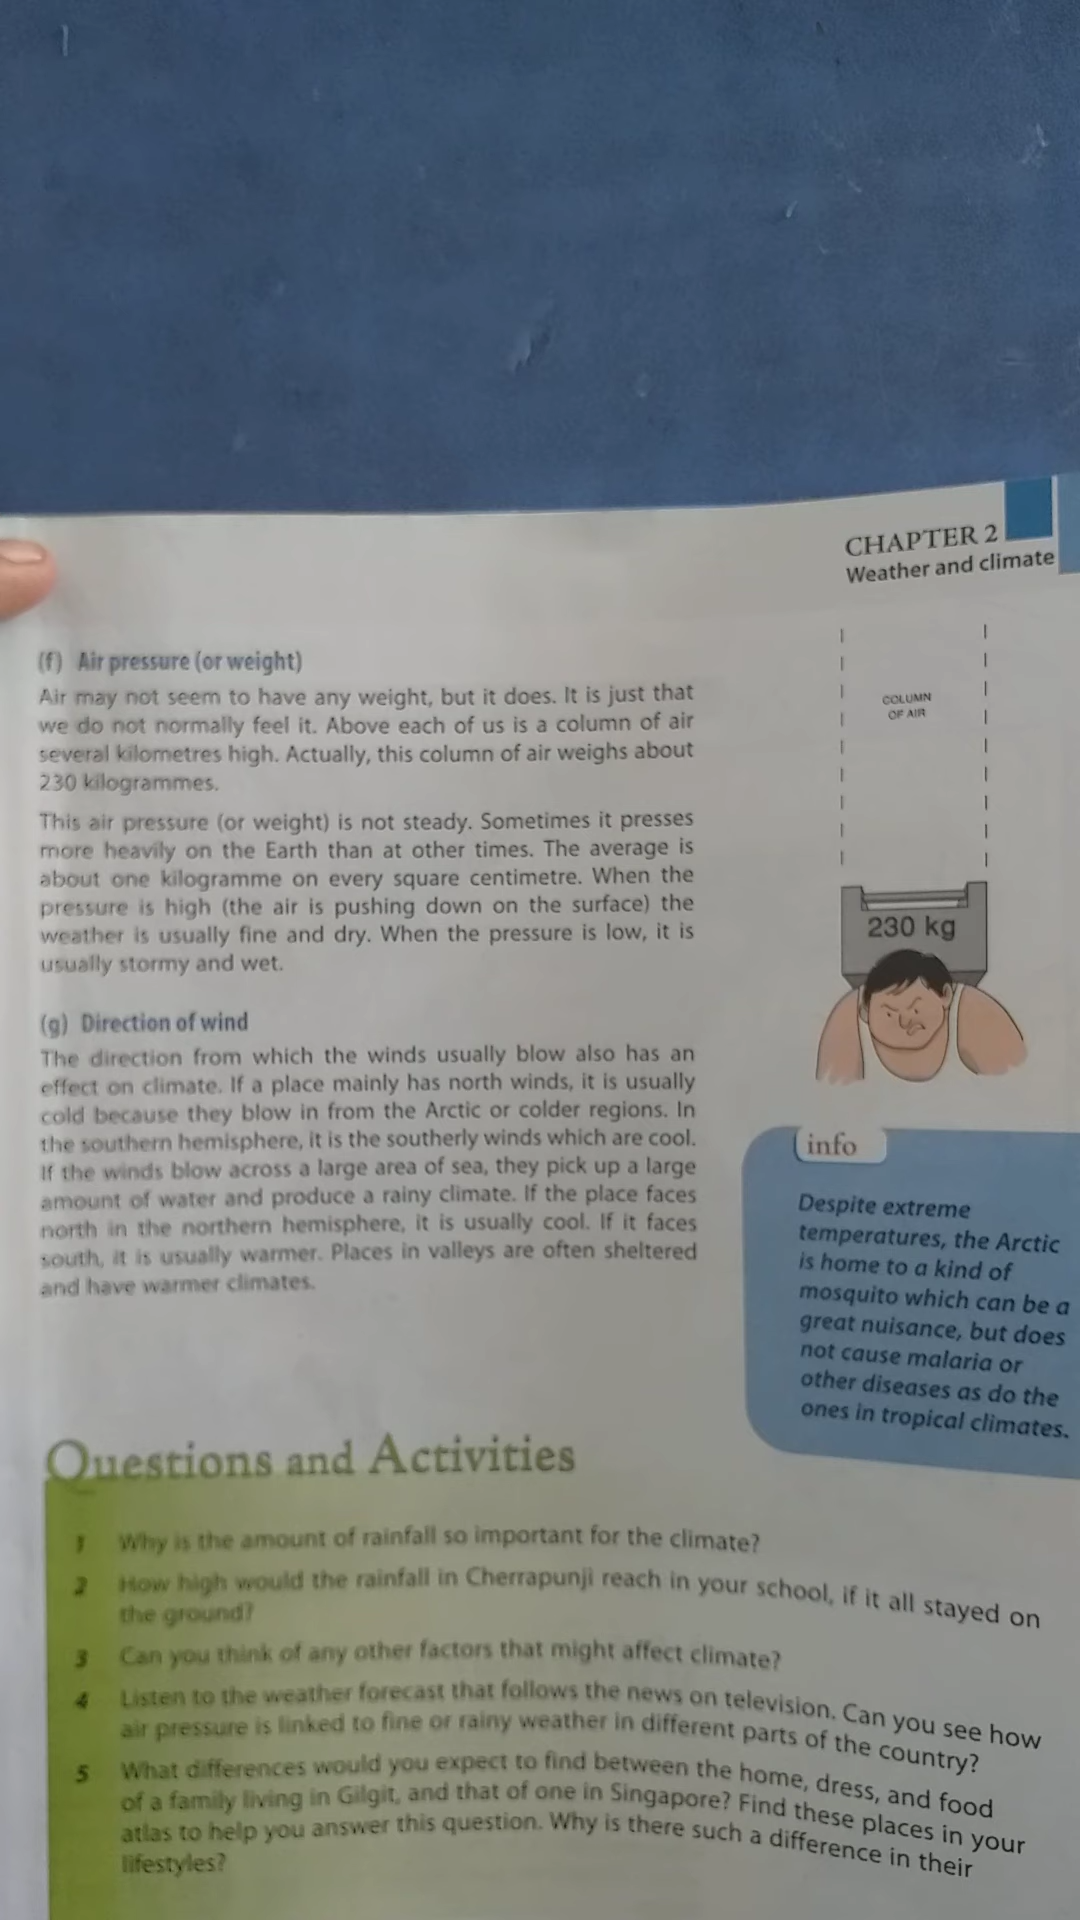 CHAPTER 2
Weather and climate
(f) Air pressure (or weight)
Air may not seem to have any weight, but it does. It is just that
we do not normally feel it. Above each of us is a column of air
several kilometres high. Actually, this column of air weighs about
230 kilogrammes.
This air pressure (or weight) is not steady. Sometimes it presses
more heavily on the Earth than at other times. The average is
about one kilogramme on every square centimetre. When the
pressure is high (the air is pushing down on the surface) the
weather is usually fine and dry. When the pressure is low, it is
usually stormy and wet.
(g) Direction of wind
The direction from which the winds usually blow also has an
effect on climate. If a place mainly has north winds, it is usually
cold because they blow in from the Arctic or colder regions. In
the southern hemisphere, it is the southerly winds which are cool.
If the winds blow across a large area of sea, they pick up a large
amount of water and produce a rainy climate. If the place faces
north in the northern hemisphere, it is usually cool. If it faces
south, it is usually warmer. Places in valleys are often sheltered
and have warmer climates.
COLUMN
OF AIR
230 kg
info
Despite extreme
temperatures, the Arctic
is home to a kind of
mosquito which can be a
great nuisance, but does
not cause malaria or
other diseases as do the
ones in tropical climates.
Questions and Activities
1 Why is the amount of rainfall so important for the climate?
2 How high would the rainfall in Cherrapunji reach in your school, if it all stayed on
the ground?
3 Can you think of any other factors that might affect climate?
4 Listen to the weather forecast that follows the news on television. Can you see how
air pressure is linked to fine or rainy weather in different parts of the country?
5 What differences would you expect to find between the home, dress, and food
of a family living in Gilgit, and that of one in Singapore? Find these places in your
atlas to help you answer this question. Why is there such a difference in their
lifestyles?